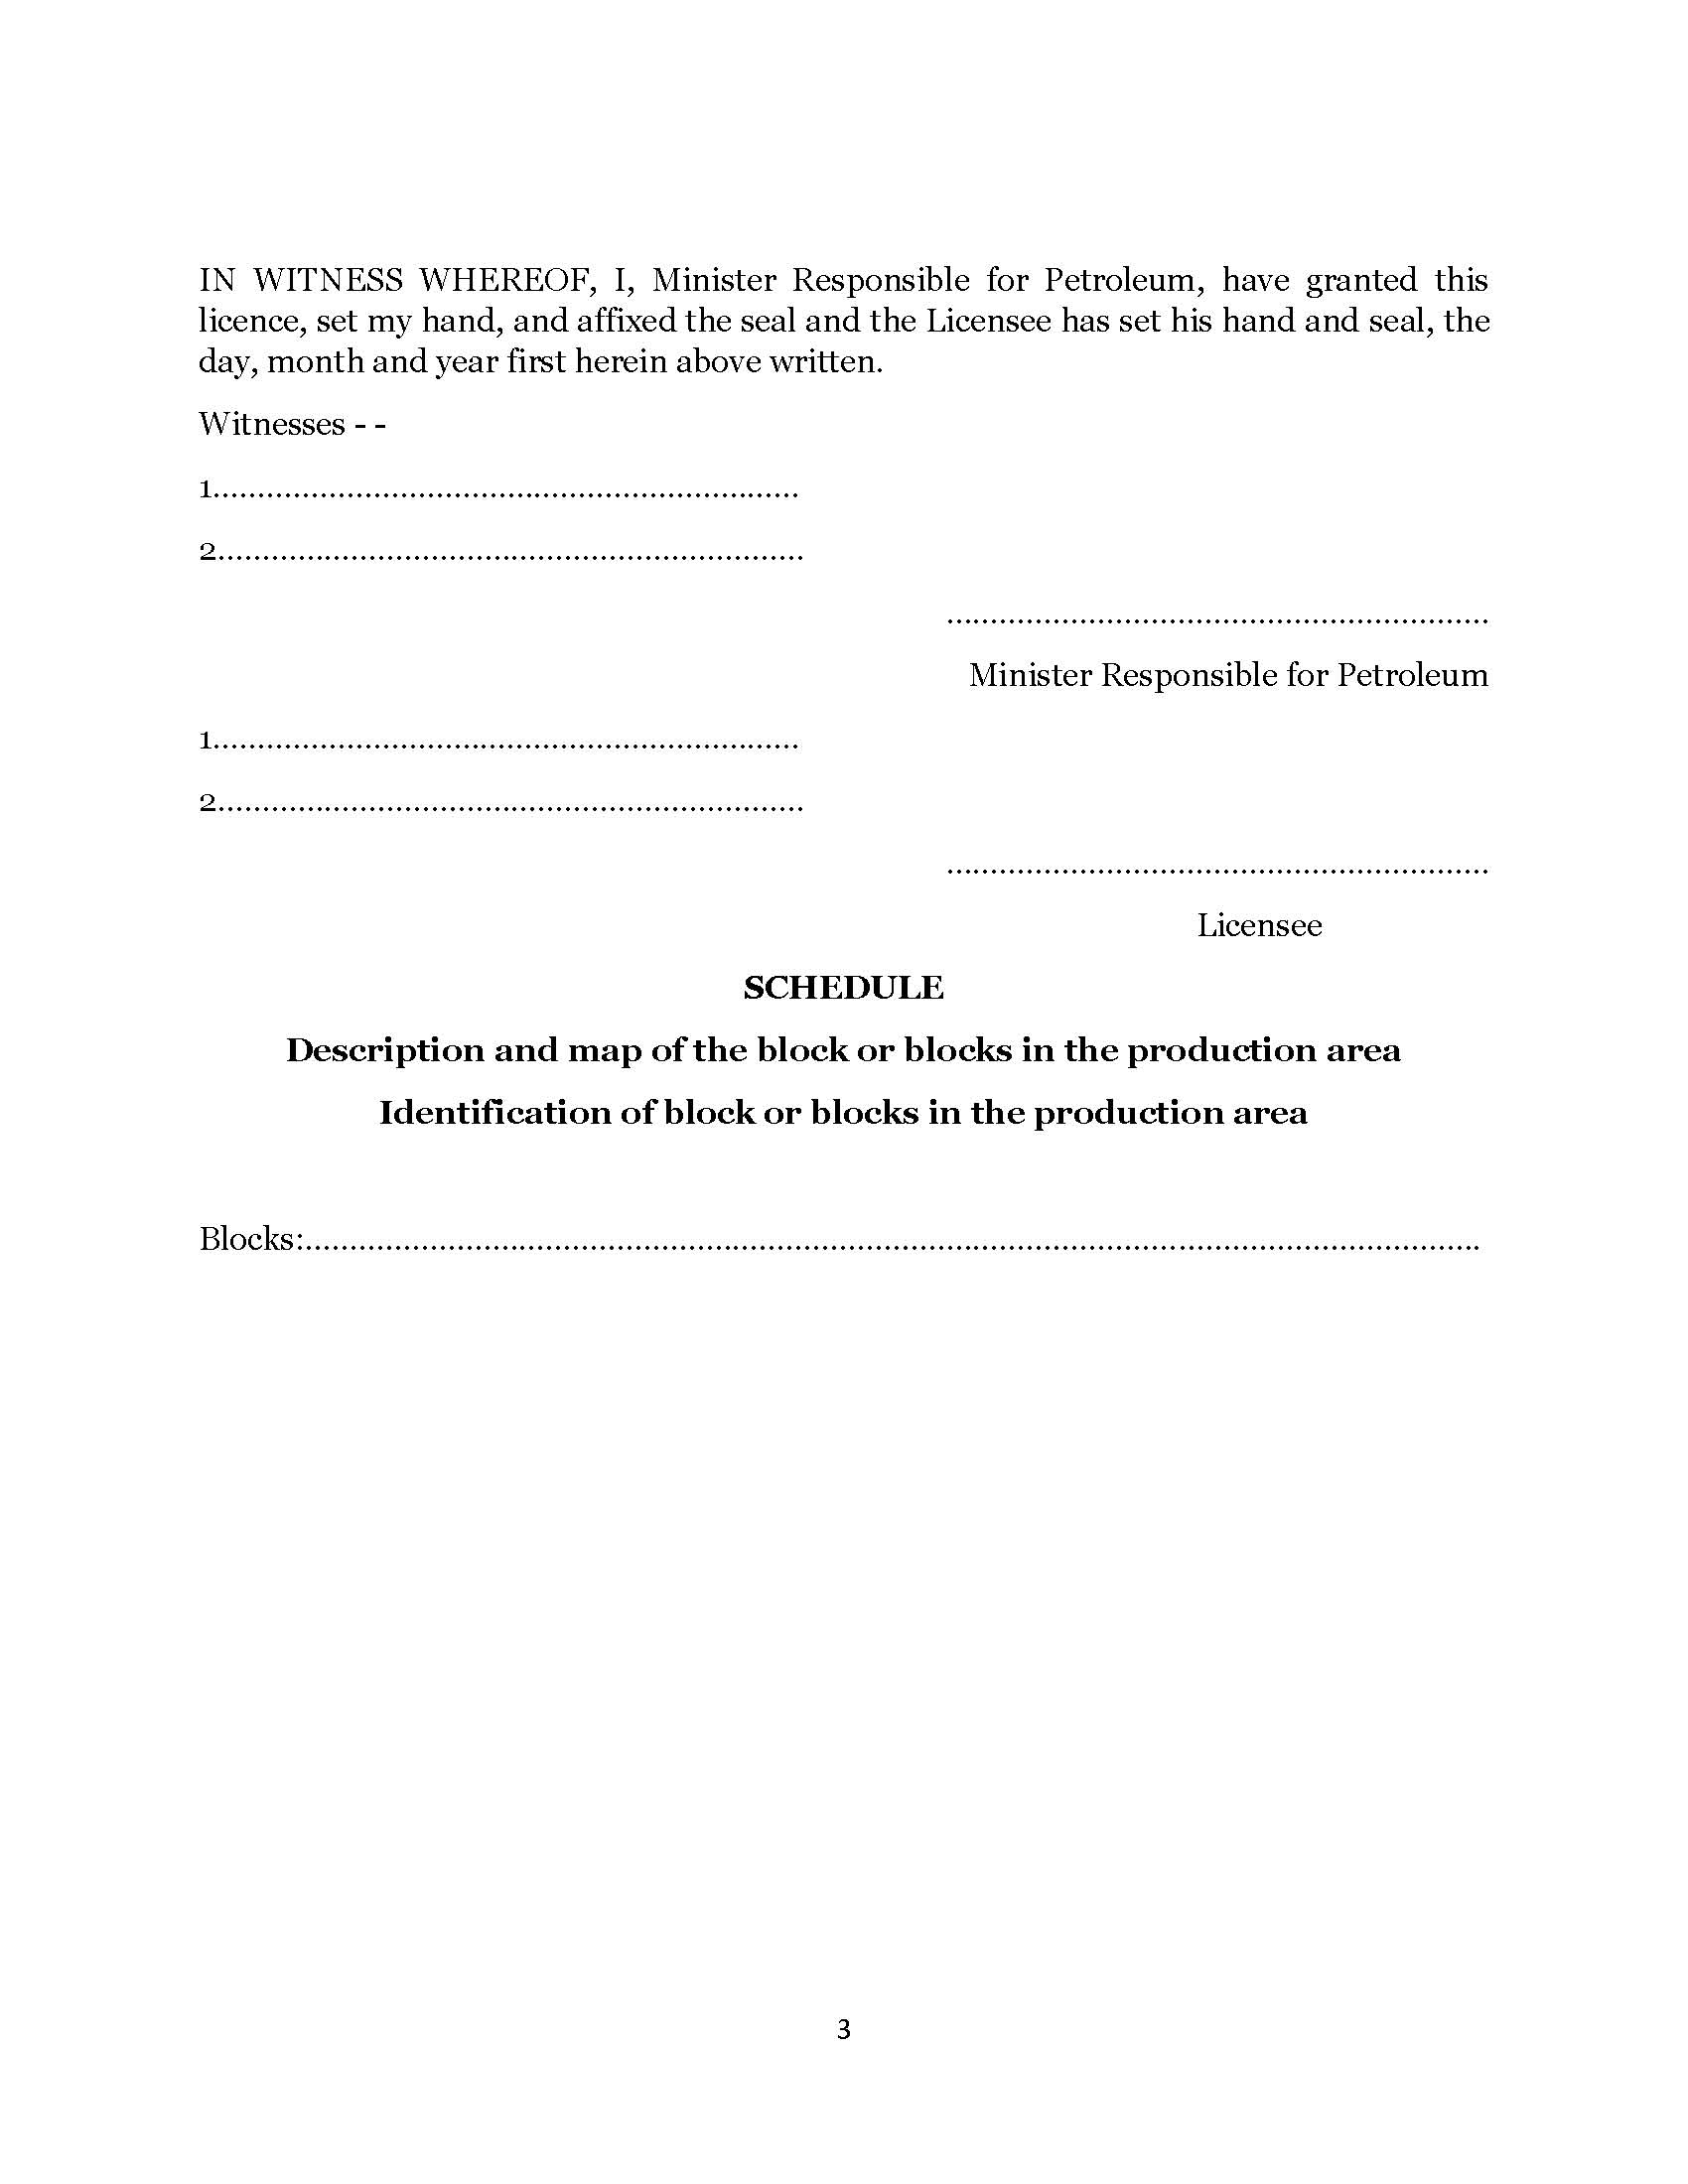 IN WITNESS WHEREOF, I, Minister Responsible for Petroleum, have granted this
licence, set my hand, and affixed the seal and the Licensee has set his hand and seal, the
day, month and year first herein above written.
Witnesses - -
1....................................................................
2....................................................................
...............................................................
Minister Responsible for Petroleum
1....................................................................
2....................................................................
...............................................................
Licensee
SCHEDULE
Description and map of the block or blocks in the production area
Identification of block or blocks in the production area
Blocks:........................................................................................................................................
3